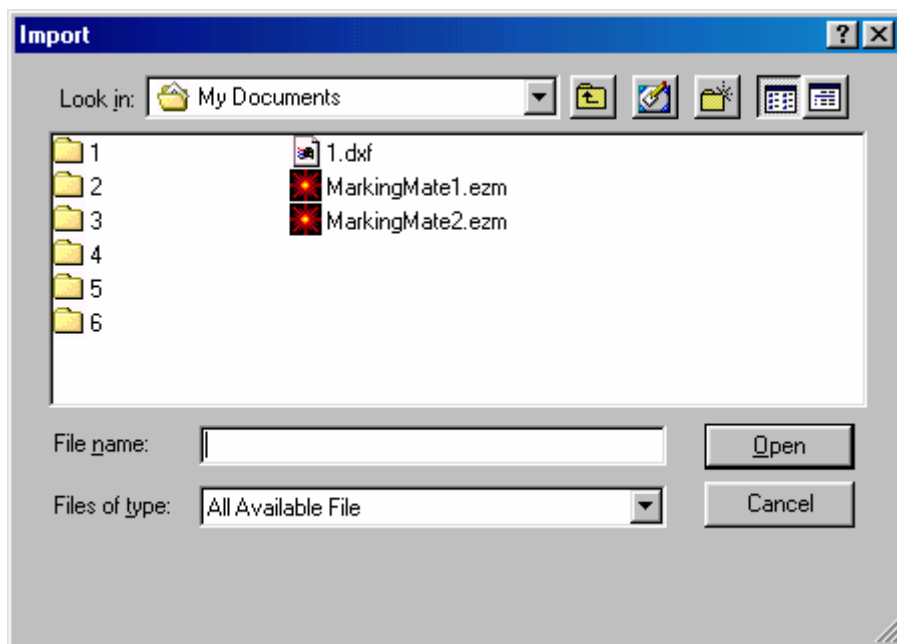 Import
Look in: My Documents
1
2
3
4
5
6
1.dxf
MarkingMate1.ezm
MarkingMate2.ezm
File name:
Open
Files of type: All Available File
Cancel